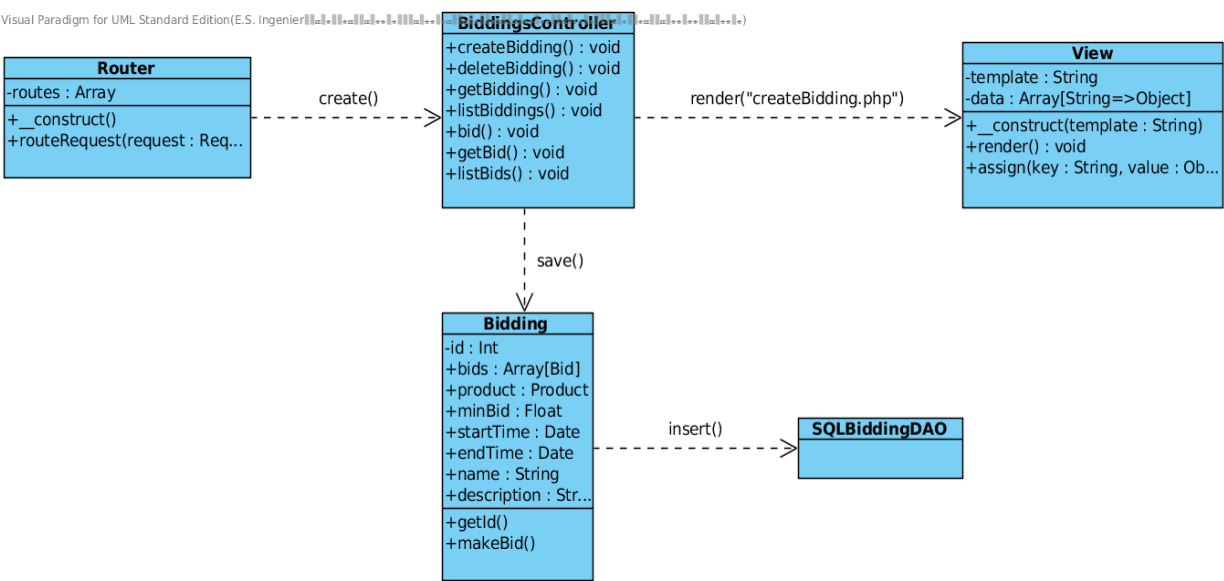 Visual Paradigm for UML Standard Edition(E.S. Ingenier
BiddingsController
+createBidding() : void
+deleteBidding() : void
+getBidding() : void
+listBiddings() : void
+bid() : void
+getBid() : void
+listBids() : void
Router
-routes : Array
+__construct()
+routeRequest(request : Req...
create()
render("createBidding.php")
View
-template : String
-data : Array[String=>Object]
+__construct(template : String)
+render() : void
+assign(key : String, value : Ob...
save()
Bidding
-id : Int
+bids : Array[Bid]
+product : Product
+minBid : Float
+startTime : Date
+endTime : Date
+name : String
+description : Str...
+getId()
+makeBid()
insert()
SQLBiddingDAO